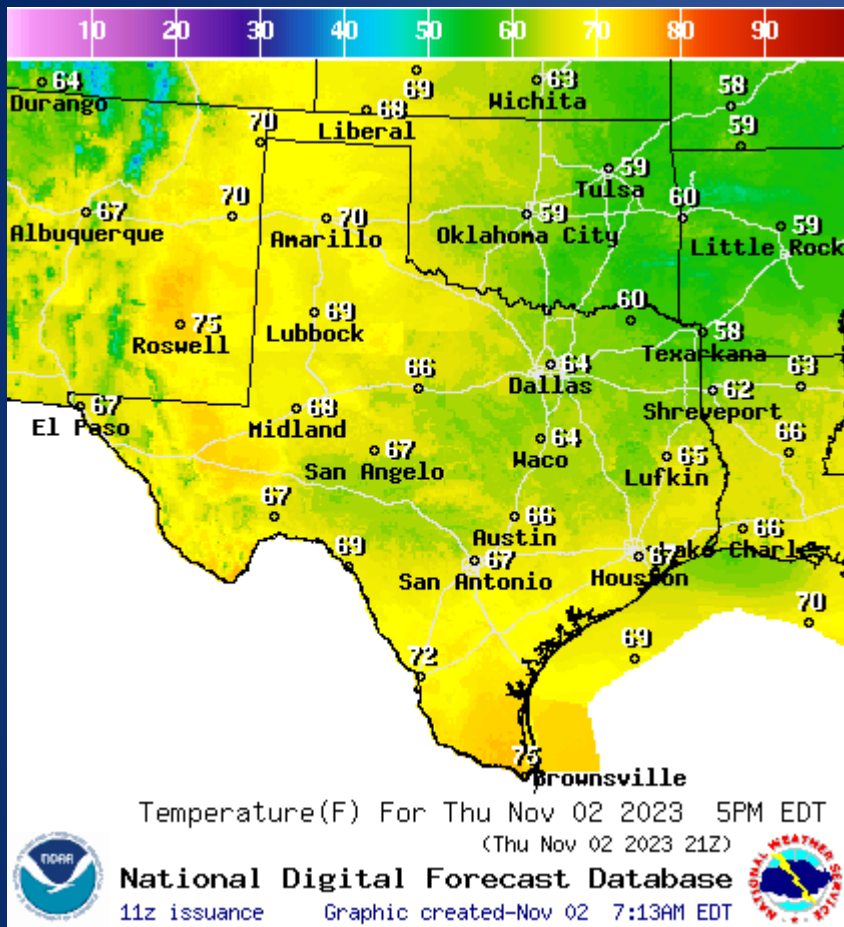 10 20 30 40 50 60 70 80 90
64
Durango
69
63
Wichita
68
Liberal
58
59
70
59
Tulsa
67
Albuquerque
70
70
Amarillo
59
Oklahoma City
60
59
Little Rock
75
Roswell
69
Lubbock
60
58
Texarkana
66
64
Dallas
63
62
Shreveport
67
El Paso
68
Midland
67
San Angelo
64
Waco
65
Lufkin
66
67
66
Austin
66
Lake Charles
69
67
San Antonio
67
Houston
70
69
72
75
Brownsville
Temperature(F) For Thu Nov 02 2023 5PM EDT
(Thu Nov 02 2023 21Z)
National Digital Forecast Database
11z issuance Graphic created-Nov 02 7:13AM EDT
NOAA
NATIONAL WEATHER SERVICE